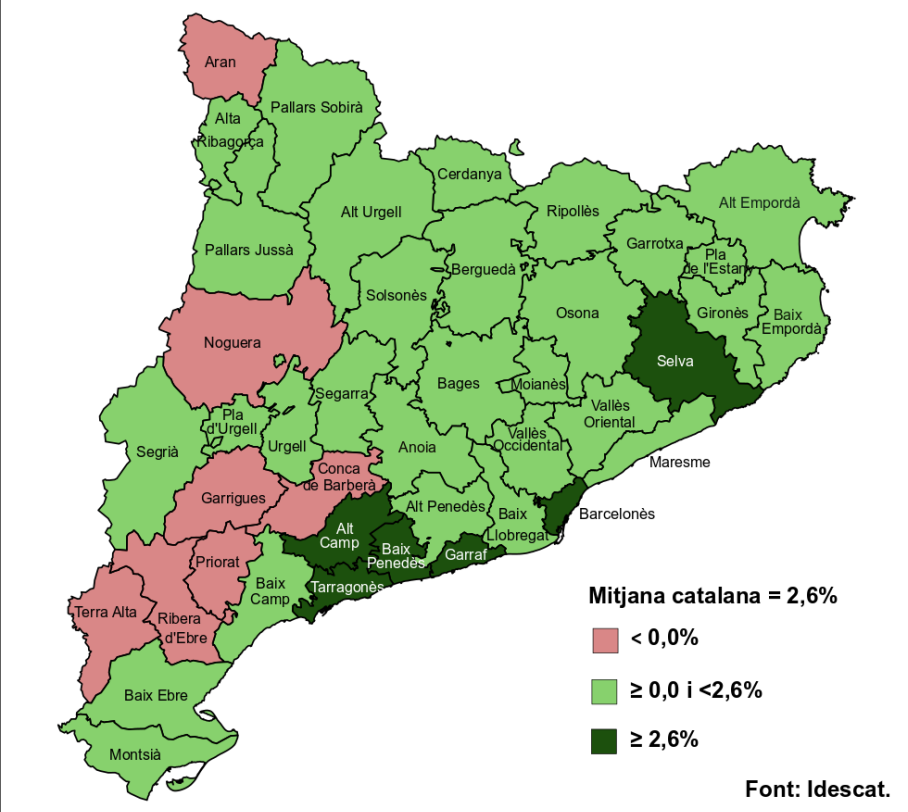 Aran
Pallars Sobirà
Alta
Ribagorça
Cerdanya
Alt Urgell
Ripollès
Alt Empordà
Garrotxa
Pallars Jussà
Pla
de l'Estany
Berguedà
Solsonès
Osona
Gironès
Baix
Empordà
Noguera
Selva
Bages
Moianès
Segarra
Vallès
Oriental
Pla
d'Urgell
Urgell
Anoia
Vallès
Occidental
Segrià
Maresme
Conca
de Barberà
Garrigues
Alt Penedès
Baix
Llobregat
Barcelonès
Alt
Camp
Baix
Penedès
Garraf
Priorat
Tarragonès
Baix
Camp
Terra Alta
Ribera
d'Ebre
Baix Ebre
Montsià
Mitjana catalana = 2,6%
< 0,0%
≥ 0,0 i <2,6%
≥ 2,6%
Font: Idescat.